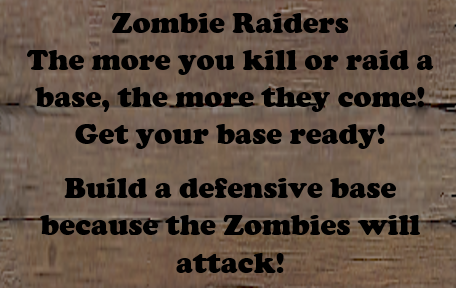 Zombie Raiders
The more you kill or raid a
base, the more they come!
Get your base ready!
Build a defensive base
because the Zombies will
attack!